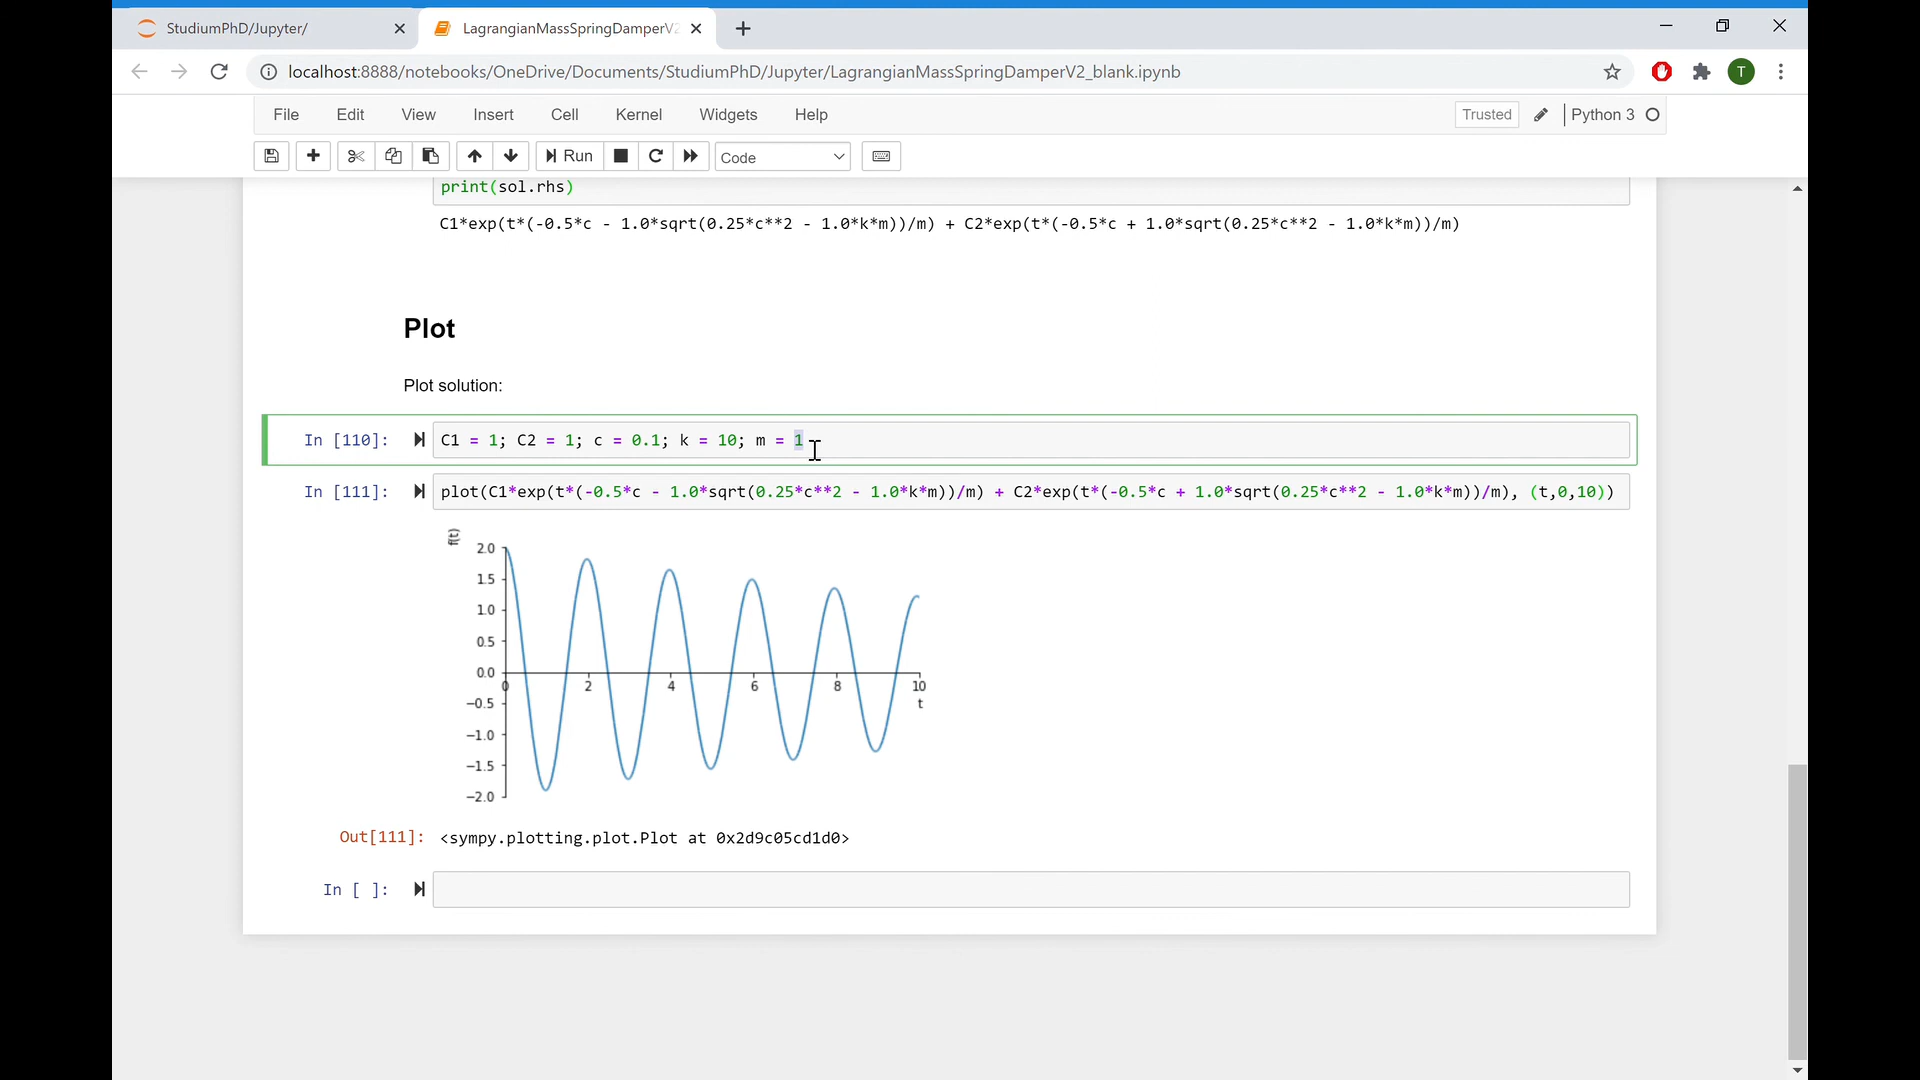 StudiumPhD/Jupyter/
LagrangianMassSpringDamperV2
localhost:8888/notebooks/OneDrive/Documents/StudiumPhD/Jupyter/LagrangianMassSpringDamperV2_blank.ipynb
T
File Edit View Insert Cell Kernel Widgets Help
Trusted
Python 3
Run
Code
print(sol.rhs)
C1*exp(t*(-0.5*c - 1.0*sqrt(0.25*c**2 - 1.0*k*m))/m) + C2*exp(t*(-0.5*c + 1.0*sqrt(0.25*c**2 - 1.0*k*m))/m)
Plot
Plot solution:
In [110]: C1 = 1; C2 = 1; c = 0.1; k = 10; m = 1
In [111]: plot(C1*exp(t*(-0.5*c - 1.0*sqrt(0.25*c**2 - 1.0*k*m))/m) + C2*exp(t*(-0.5*c + 1.0*sqrt(0.25*c**2 - 1.0*k*m))/m), (t,0,10))
f(t)
2.0
1.5
1.0
0.5
0.0
0 2 4 6 8 10
t
−0.5
−1.0
−1.5
−2.0
Out[111]: <sympy.plotting.plot.Plot at 0x2d9c05cd1d0>
In [ ]: